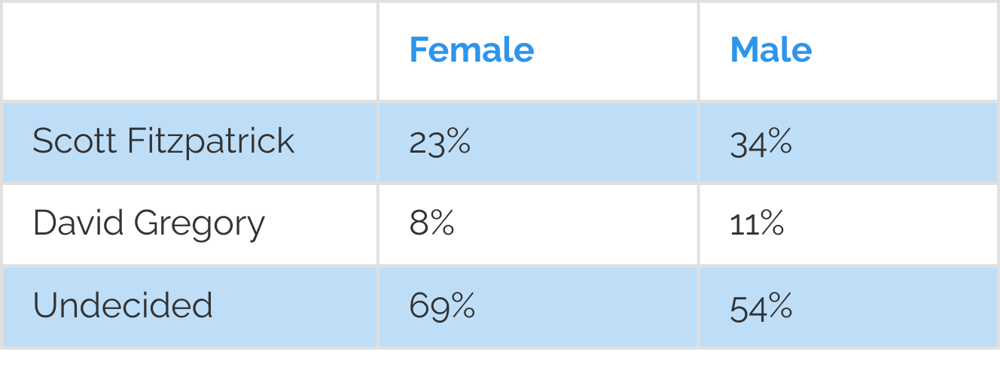 Female Male
Scott Fitzpatrick 23% 34%
David Gregory 8% 11%
Undecided 69% 54%